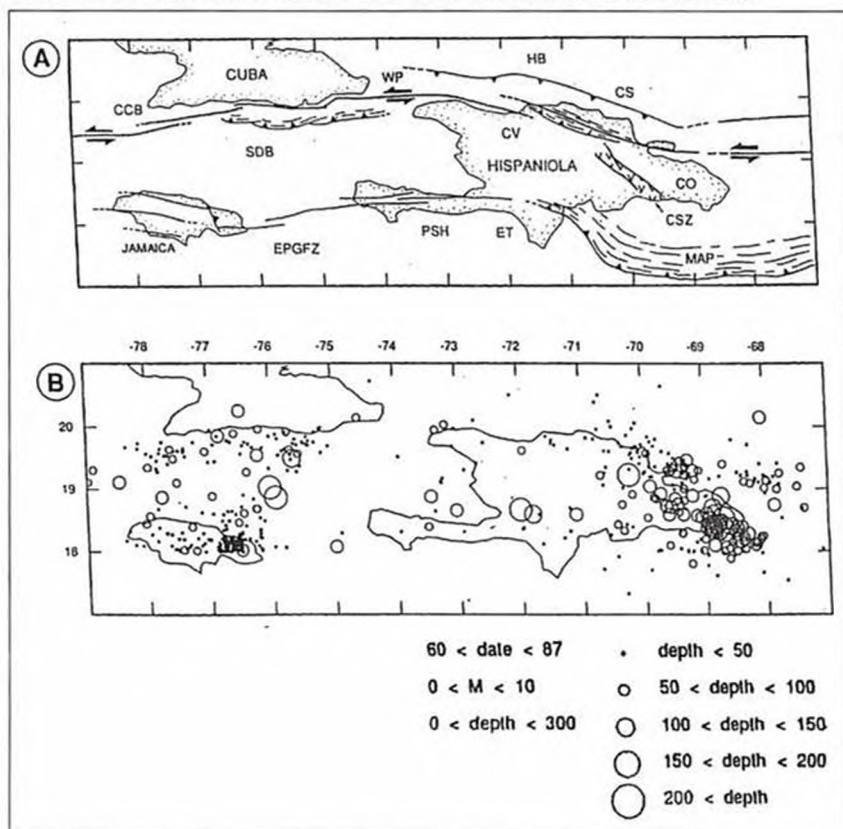 A
CUBA
WP
HB
CS
CCB
SDB
CV
HISPANIOLA
CO
CSZ
JAMAICA
EPGFZ
PSH
ET
MAP
-78 -77 -76 -75 -74 -73 -72 -71 -70 -69 -68
B
20
19
18
60 < date < 87
0 < M < 10
0 < depth < 300
depth < 50
50 < depth < 100
100 < depth < 150
150 < depth < 200
200 < depth